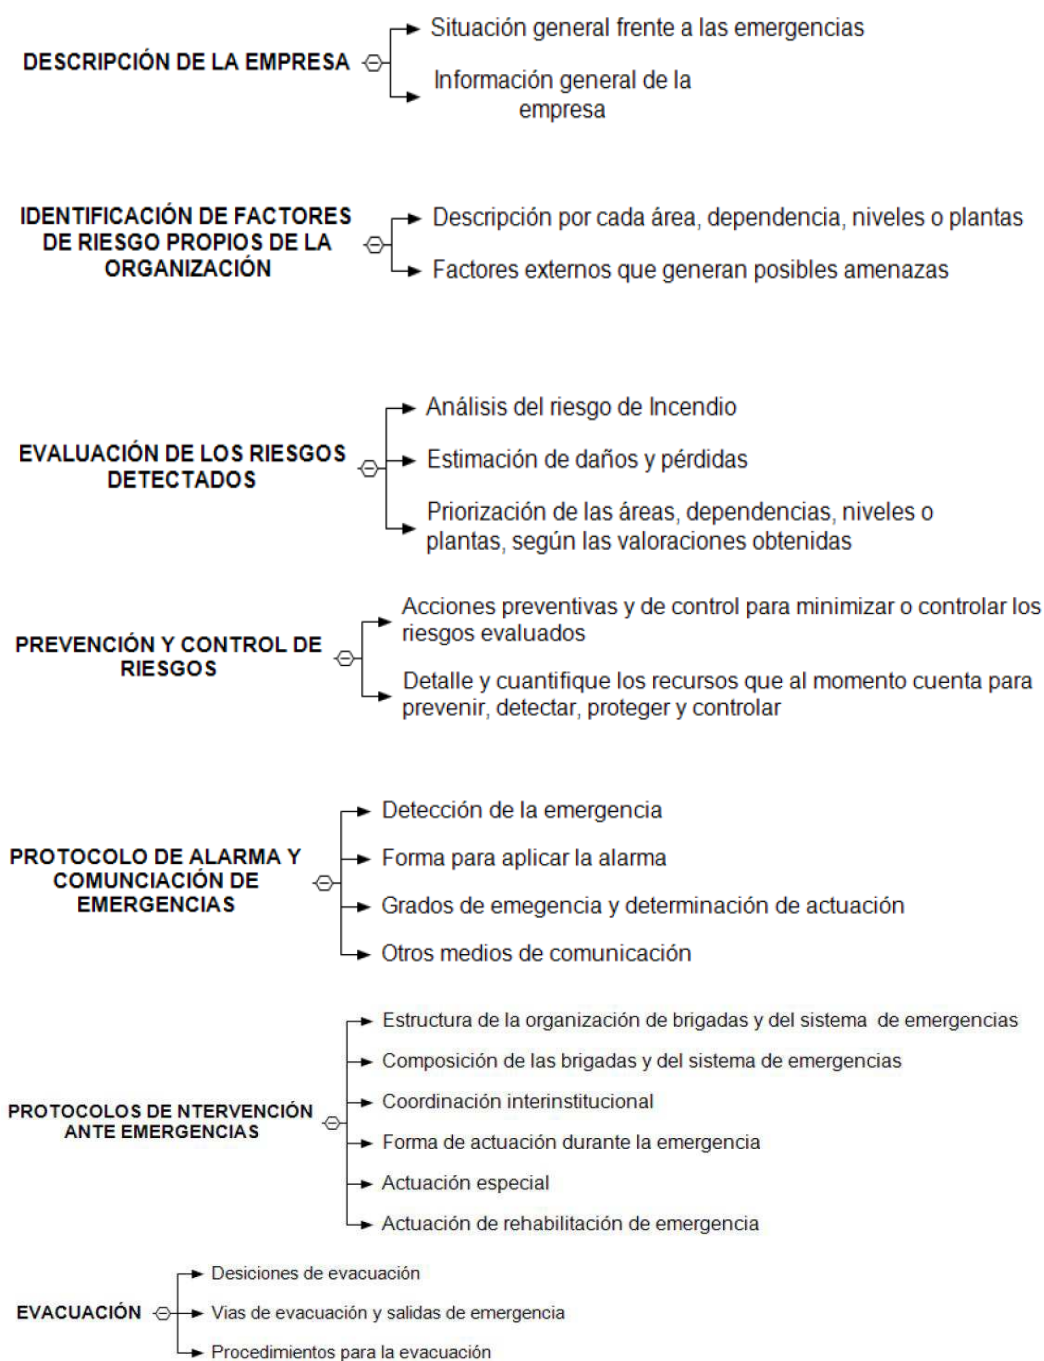 DESCRIPCIÓN DE LA EMPRESA
Situación general frente a las emergencias
Información general de la
empresa
IDENTIFICACIÓN DE FACTORES
DE RIESGO PROPIOS DE LA
ORGANIZACIÓN
Descripción por cada área, dependencia, niveles o plantas
Factores externos que generan posibles amenazas
EVALUACIÓN DE LOS RIESGOS
DETECTADOS
Análisis del riesgo de Incendio
Estimación de daños y pérdidas
Priorización de las áreas, dependencias, niveles o
plantas, según las valoraciones obtenidas
PREVENCIÓN Y CONTROL DE
RIESGOS
Acciones preventivas y de control para minimizar o controlar los
riesgos evaluados
Detalle y cuantifique los recursos que al momento cuenta para
prevenir, detectar, proteger y controlar
PROTOCOLO DE ALARMA Y
COMUNCIACIÓN DE
EMERGENCIAS
Detección de la emergencia
Forma para aplicar la alarma
Grados de emegencia y determinación de actuación
Otros medios de comunicación
PROTOCOLOS DE NTERVENCIÓN
ANTE EMERGENCIAS
Estructura de la organización de brigadas y del sistema de emergencias
Composición de las brigadas y del sistema de emergencias
Coordinación interinstitucional
Forma de actuación durante la emergencia
Actuación especial
Actuación de rehabilitación de emergencia
EVACUACIÓN
Desiciones de evacuación
Vias de evacuación y salidas de emergencia
Procedimientos para la evacuación